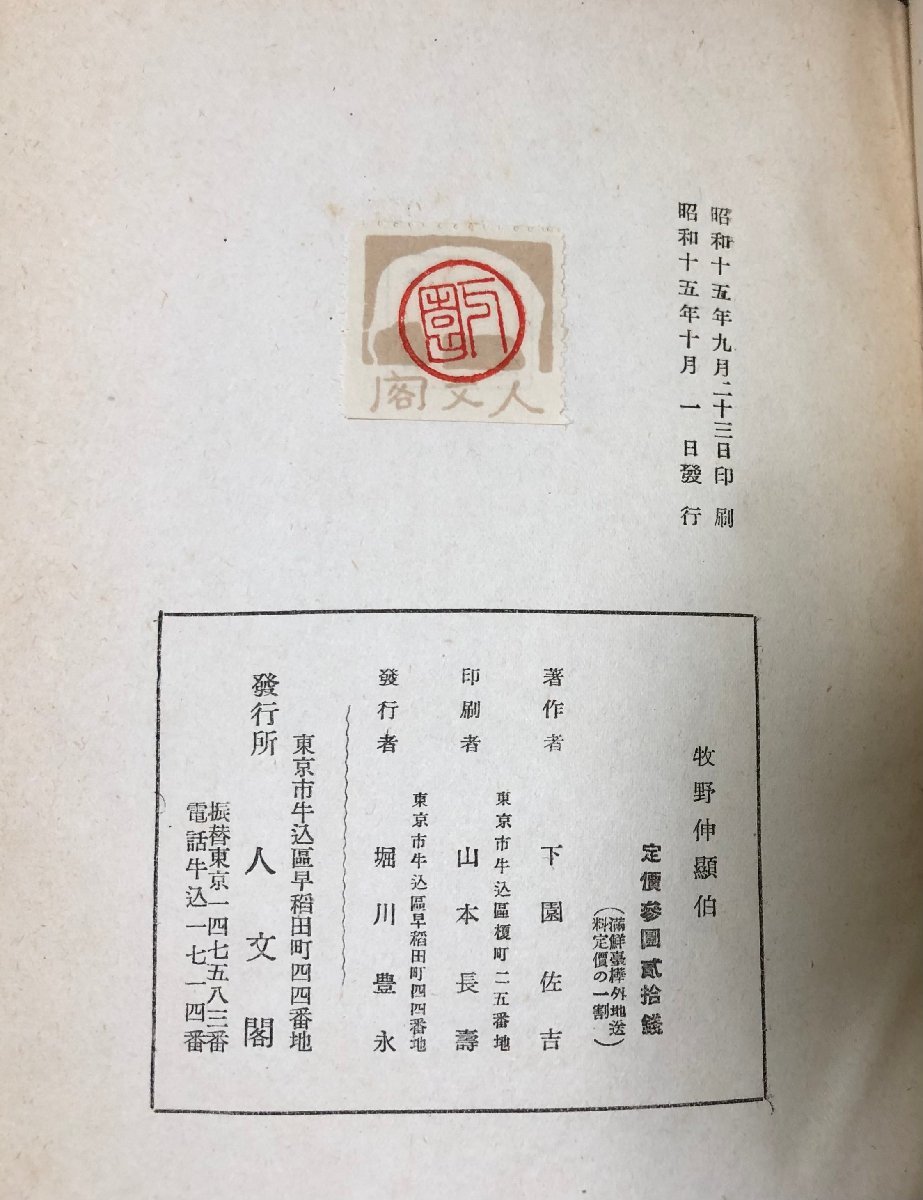 昭和十五年九月二十三日印刷
昭和十五年十月一日發行
人文閣
牧野伸顯伯
定價參圓貳拾錢
(滿鮮臺樺外地送
料定價の一割)
著作者 下園佐吉
東京市牛込區榎町二五番地
印刷者 山本長壽
東京市牛込區早稻田町四四番地
發行者 堀川豊永
東京市牛込區早稻田町四四番地
發行所 人文閣
振替東京一四七五八三番
電話牛込一七一四番